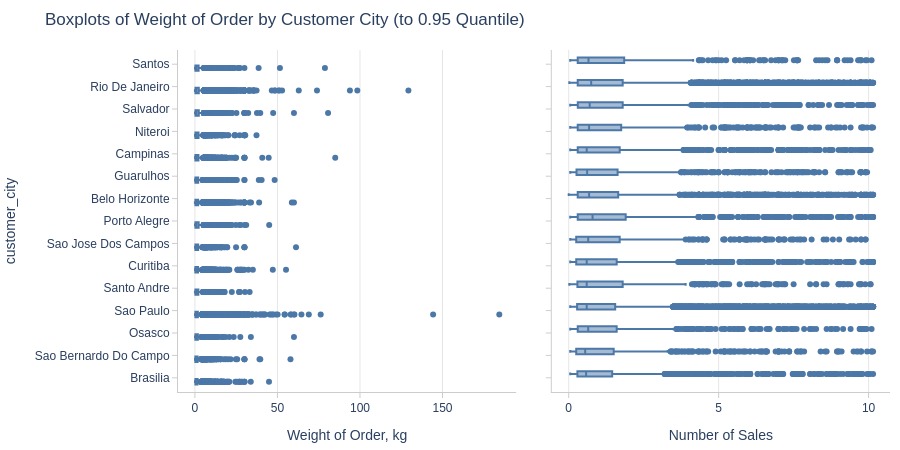 Boxplots of Weight of Order by Customer City (to 0.95 Quantile)
customer_city
Santos
Rio De Janeiro
Salvador
Niteroi
Campinas
Guarulhos
Belo Horizonte
Porto Alegre
Sao Jose Dos Campos
Curitiba
Santo Andre
Sao Paulo
Osasco
Sao Bernardo Do Campo
Brasilia
0 50 100 150
0 5 10
Weight of Order, kg
Number of Sales